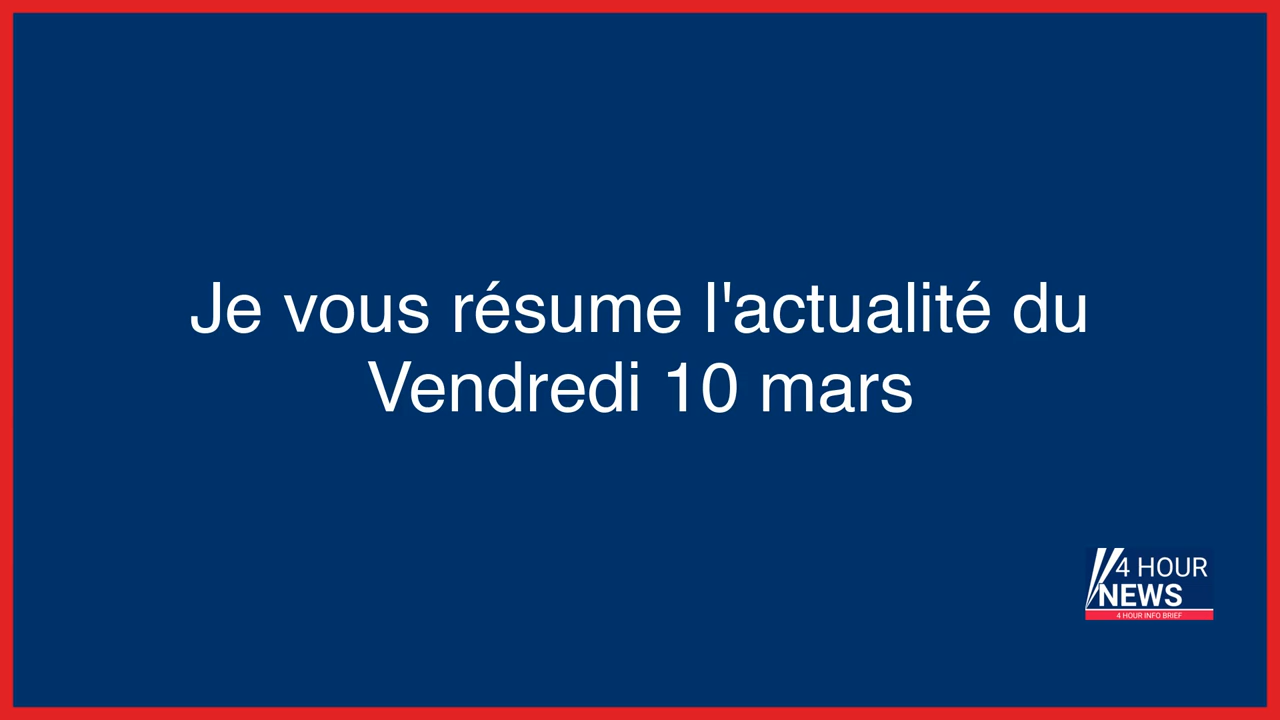 Je vous résume l'actualité du
Vendredi 10 mars
4 HOUR
NEWS
4 HOUR INFO BRIEF